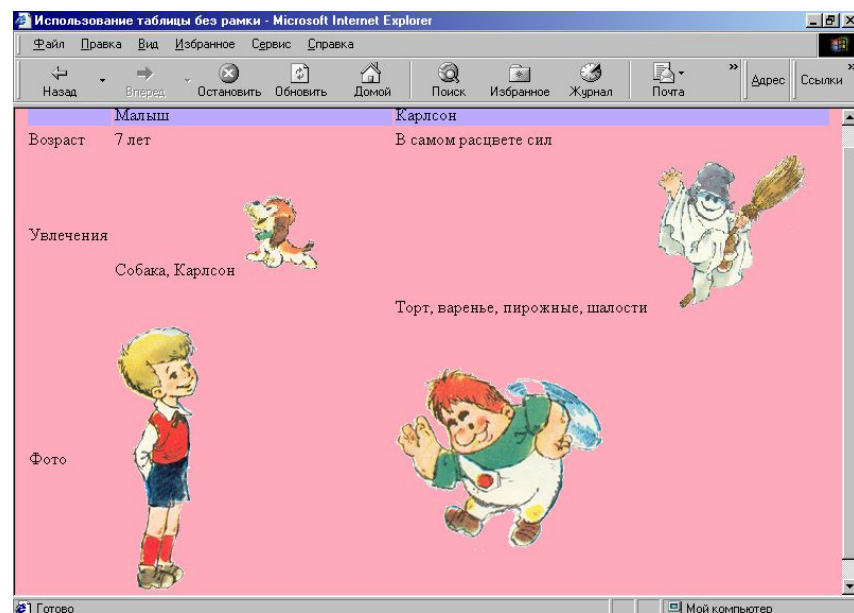 Использование таблицы без рамки - Microsoft Internet Explorer
Файл Правка Вид Избранное Сервис Справка
Назад Вперед Остановить Обновить Домой Поиск Избранное Журнал Почта » Адрес Ссылки »
Малыш Карлсон
Возраст 7 лет В самом расцвете сил
Увлечения
Собака, Карлсон
Торт, варенье, пирожные, шалости
Фото
Готово Мой компьютер